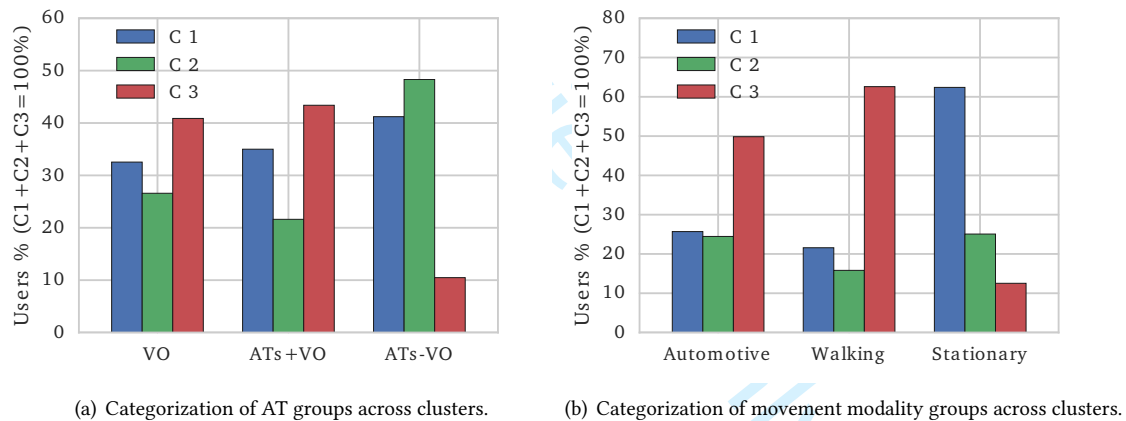 Users % (C1+C2+C3=100%)
60
50
40
30
20
10
0
C 1
C 2
C 3
VO ATs+VO ATs-VO
(a) Categorization of AT groups across clusters.
Users % (C1+C2+C3=100%)
80
70
60
50
40
30
20
10
0
C 1
C 2
C 3
Automotive Walking Stationary
(b) Categorization of movement modality groups across clusters.